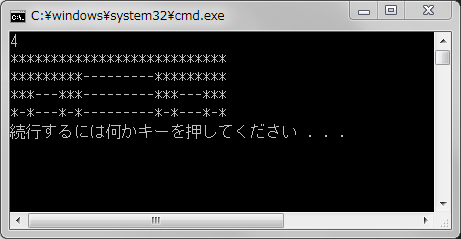 C:¥windows¥system32¥cmd.exe
4
***************************
*********---------*********
***---***---------***---***
*-*---*-*---------*-*---*-*
続行するには何かキーを押してください . . .